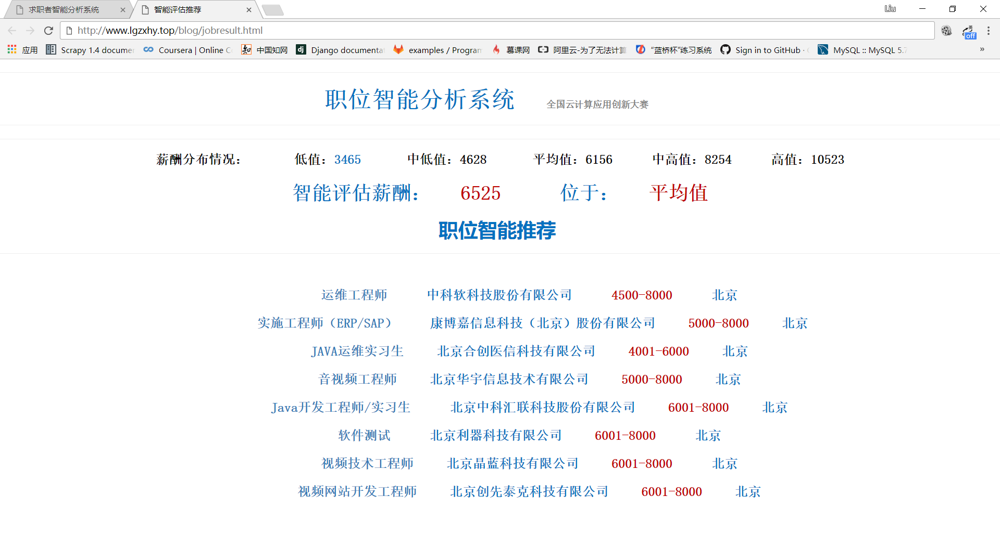 求职者智能分析系统 智能评估推荐 Liu
http://www.lgzxhy.top/blog/jobresult.html 英 off
应用 Scrapy 1.4 documen Coursera | Online C 中国知网 Django documenta examples / Program 慕课网 阿里云-为了无法计算 “蓝桥杯”练习系统 Sign in to GitHub · MySQL :: MySQL 5.7 »
职位智能分析系统 全国云计算应用创新大赛
薪酬分布情况： 低值：3465 中低值：4628 平均值：6156 中高值：8254 高值：10523
智能评估薪酬： 6525 位于： 平均值
职位智能推荐
运维工程师 中科软科技股份有限公司 4500-8000 北京
实施工程师（ERP/SAP） 康博嘉信息科技（北京）股份有限公司 5000-8000 北京
JAVA运维实习生 北京合创医信科技有限公司 4001-6000 北京
音视频工程师 北京华宇信息技术有限公司 5000-8000 北京
Java开发工程师/实习生 北京中科汇联科技股份有限公司 6001-8000 北京
软件测试 北京利器科技有限公司 6001-8000 北京
视频技术工程师 北京晶蓝科技有限公司 6001-8000 北京
视频网站开发工程师 北京创先泰克科技有限公司 6001-8000 北京